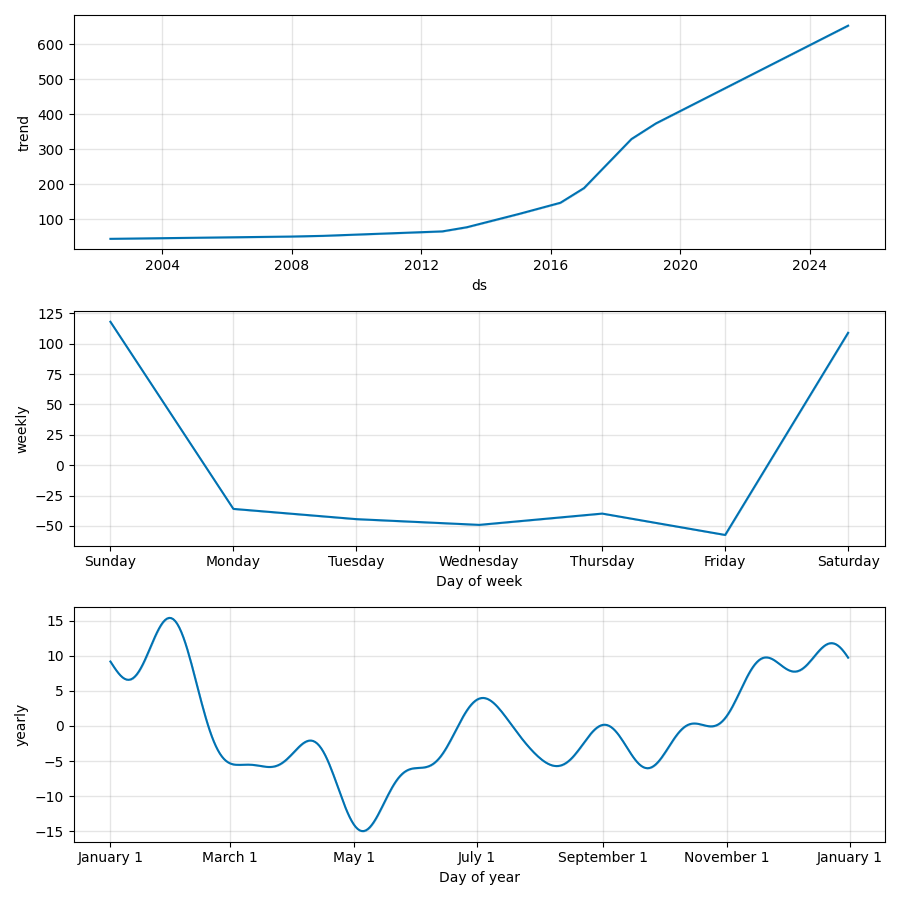 600
500
400
300
200
100
trend
2004 2008 2012 2016 2020 2024
ds
125
100
75
50
25
0
−25
−50
weekly
Sunday Monday Tuesday Wednesday Thursday Friday Saturday
Day of week
15
10
5
0
−5
−10
−15
yearly
January 1 March 1 May 1 July 1 September 1 November 1 January 1
Day of year